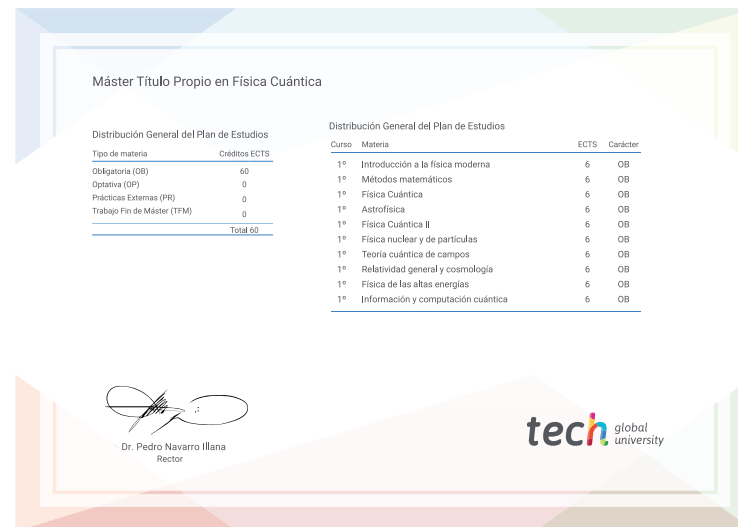 Máster Título Propio en Física Cuántica
Distribución General del Plan de Estudios
Tipo de materia Créditos ECTS
Obligatoria (OB) 60
Optativa (OP) 0
Prácticas Externas (PR) 0
Trabajo Fin de Máster (TFM) 0
Total 60
Distribución General del Plan de Estudios
Curso Materia ECTS Carácter
1º Introducción a la física moderna 6 OB
1º Métodos matemáticos 6 OB
1º Física Cuántica 6 OB
1º Astrofísica 6 OB
1º Física Cuántica II 6 OB
1º Física nuclear y de partículas 6 OB
1º Teoría cuántica de campos 6 OB
1º Relatividad general y cosmología 6 OB
1º Física de las altas energías 6 OB
1º Información y computación cuántica 6 OB
Dr. Pedro Navarro Illana
Rector
tech global
university